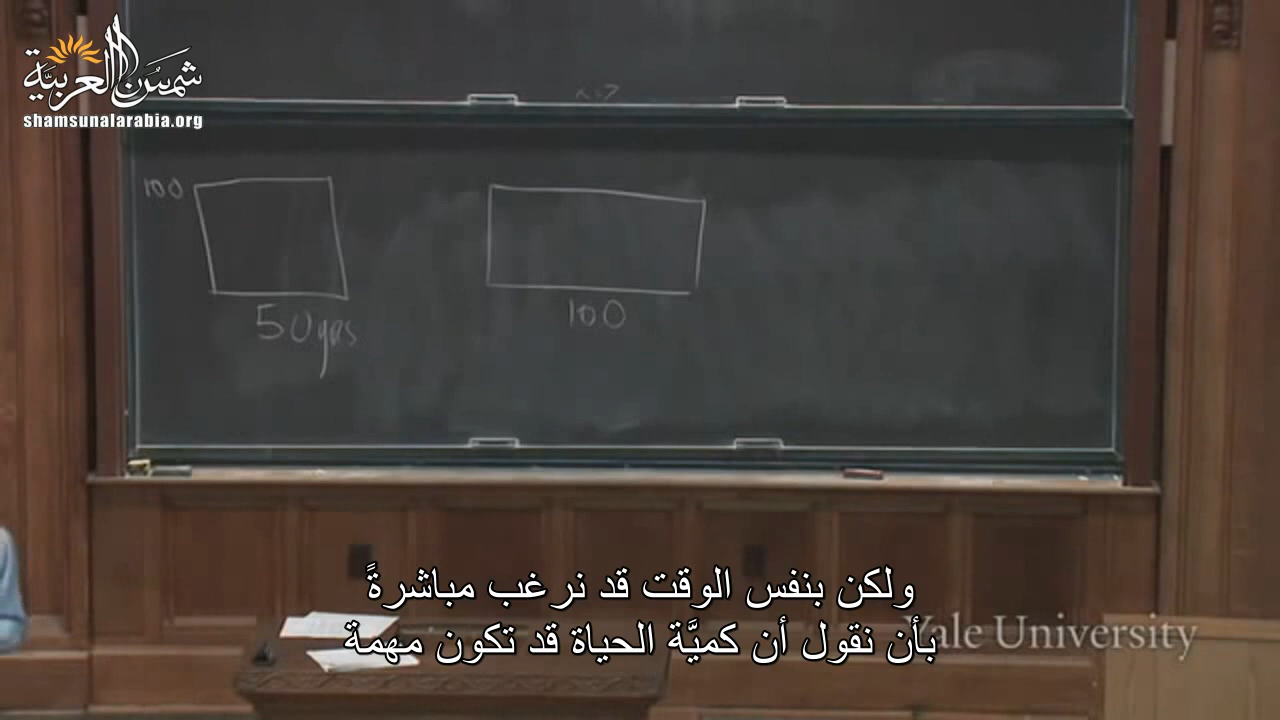 شمس العربية
shamsunalarabia.org
100
50 yrs
100
ولكن بنفس الوقت قد نرغب مباشرةً
بأن نقول أن كميَّة الحياة قد تكون مهمة
Yale University